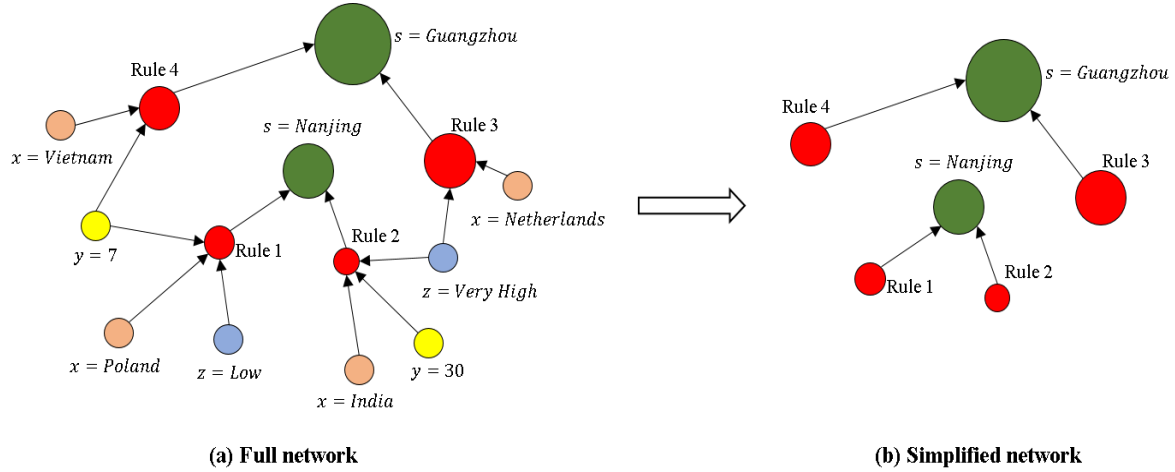 s = Guangzhou
Rule 4
s = Nanjing
Rule 3
x = Vietnam
x = Netherlands
y = 7
Rule 1
Rule 2
z = Very High
x = Poland
z = Low
y = 30
x = India
(a) Full network
s = Guangzhou
Rule 4
s = Nanjing
Rule 3
Rule 1
Rule 2
(b) Simplified network